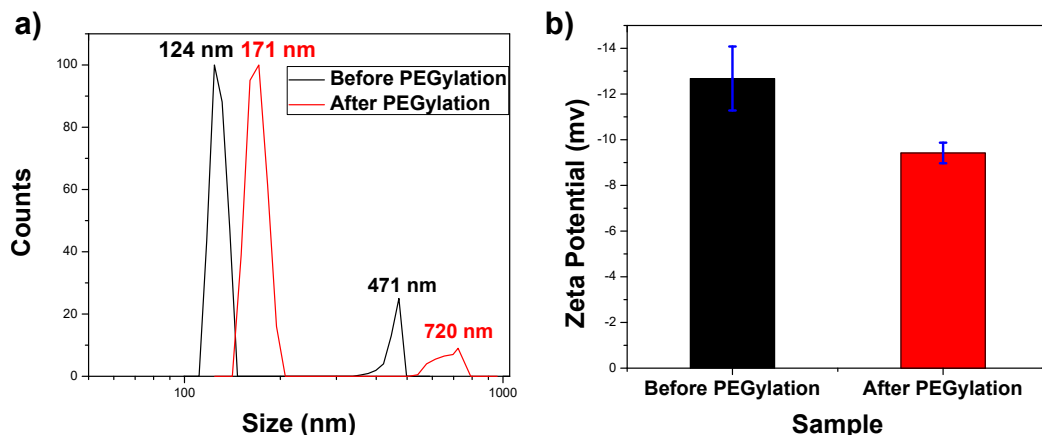 a)
124 nm 171 nm
Before PEGylation
After PEGylation
100
80
60
40
20
0
471 nm
720 nm
100
1000
Counts
Size (nm)
b)
-14
-12
-10
-8
-6
-4
-2
0
Zeta Potential (mv)
Before PEGylation
After PEGylation
Sample